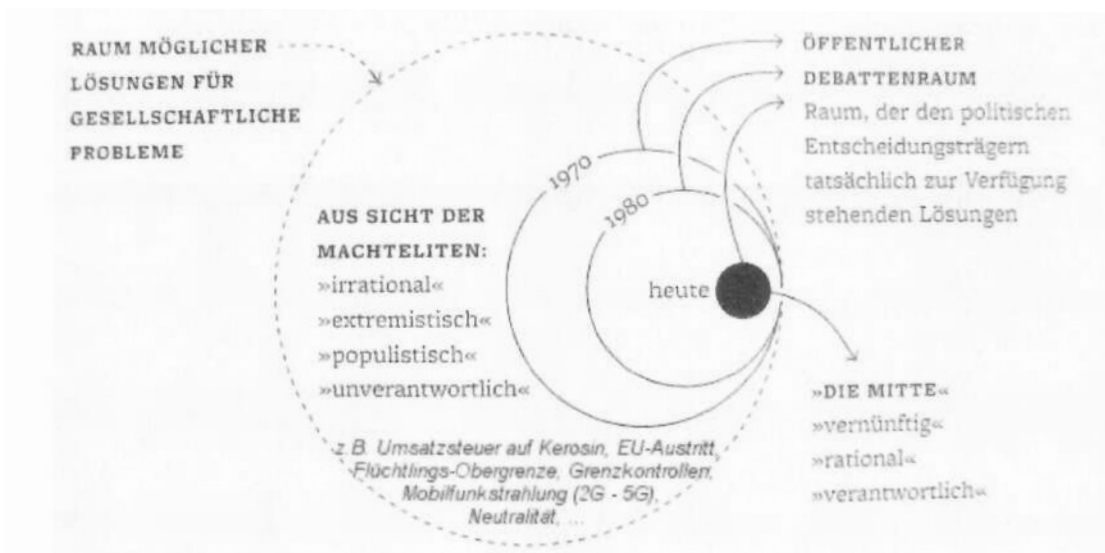 RAUM MÖGLICHER
LÖSUNGEN FÜR
GESELLSCHAFTLICHE
PROBLEME
ÖFFENTLICHER
DEBATTENRAUM
Raum, der den politischen
Entscheidungsträgern
tatsächlich zur Verfügung
stehenden Lösungen
1970
1980
heute
AUS SICHT DER
MACHTELITEN:
»irrational«
»extremistisch«
»populistisch«
»unverantwortlich«
z.B. Umsatzsteuer auf Kerosin, EU-Austritt,
Flüchtlings-Obergrenze, Grenzkontrollen,
Mobilfunkstrahlung (2G - 5G),
Neutralität, ...
»DIE MITTE«
»vernünftig«
»rational«
»verantwortlich«